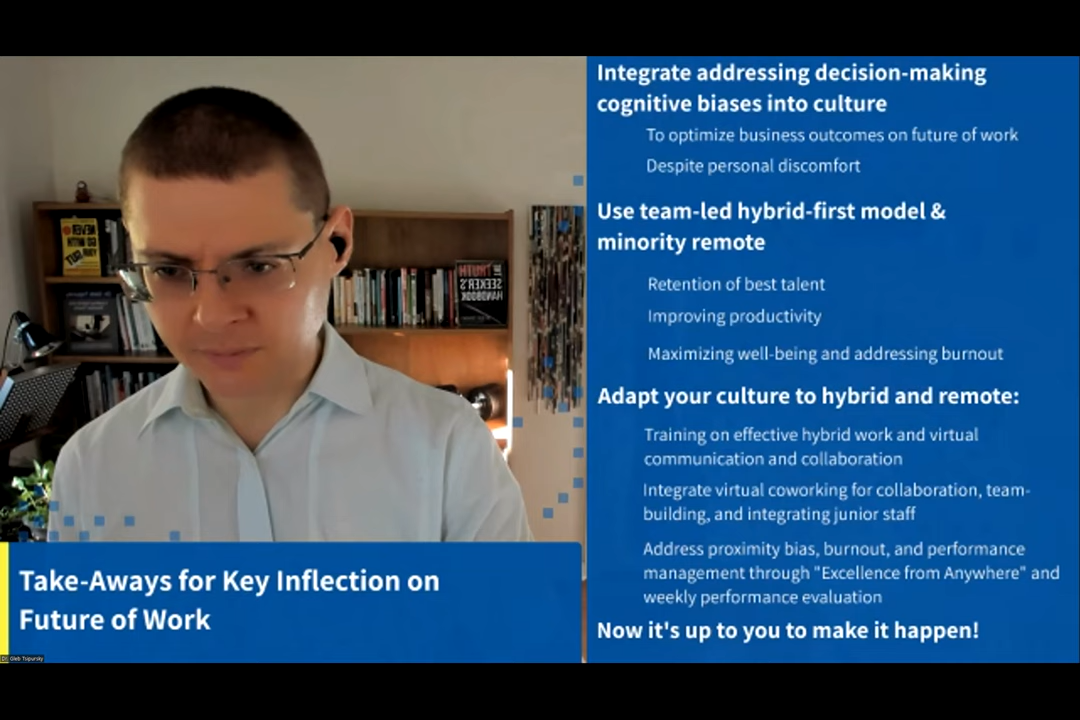 Integrate addressing decision-making
cognitive biases into culture
To optimize business outcomes on future of work
Despite personal discomfort
Use team-led hybrid-first model &
minority remote
Retention of best talent
Improving productivity
Maximizing well-being and addressing burnout
Adapt your culture to hybrid and remote:
Training on effective hybrid work and virtual
communication and collaboration
Integrate virtual coworking for collaboration, team-
building, and integrating junior staff
Address proximity bias, burnout, and performance
management through "Excellence from Anywhere" and
weekly performance evaluation
Now it's up to you to make it happen!
NEVER
GO WITH
YOUR
GUT
THE
TRUTH
SEEKER'S
HANDBOOK
Take-Aways for Key Inflection on
Future of Work
Dr. Gleb Tsipursky